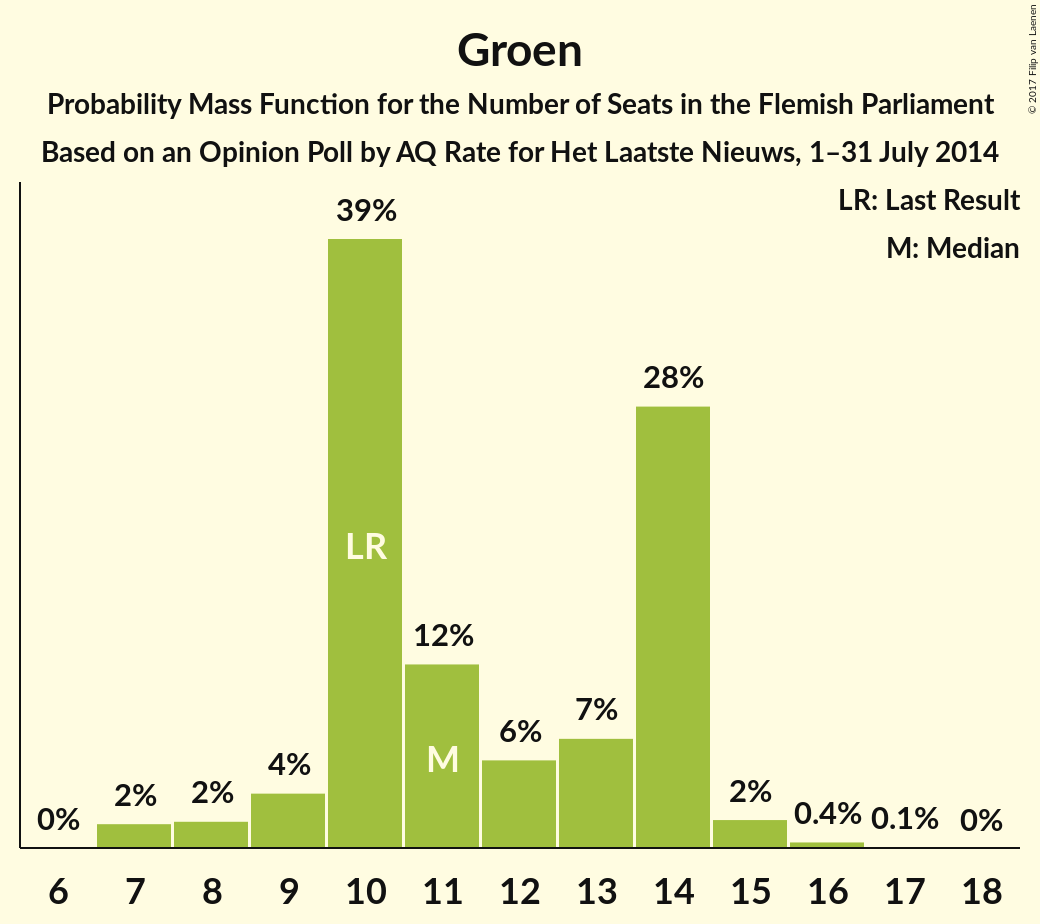 Groen
Probability Mass Function for the Number of Seats in the Flemish Parliament
Based on an Opinion Poll by AQ Rate for Het Laatste Nieuws, 1–31 July 2014
© 2017 Filip van Laenen
LR: Last Result
M: Median
39%
28%
LR
12%
M
7%
6%
4%
2%
2%
2%
0.4%
0.1%
0%
0%
6 7 8 9 10 11 12 13 14 15 16 17 18